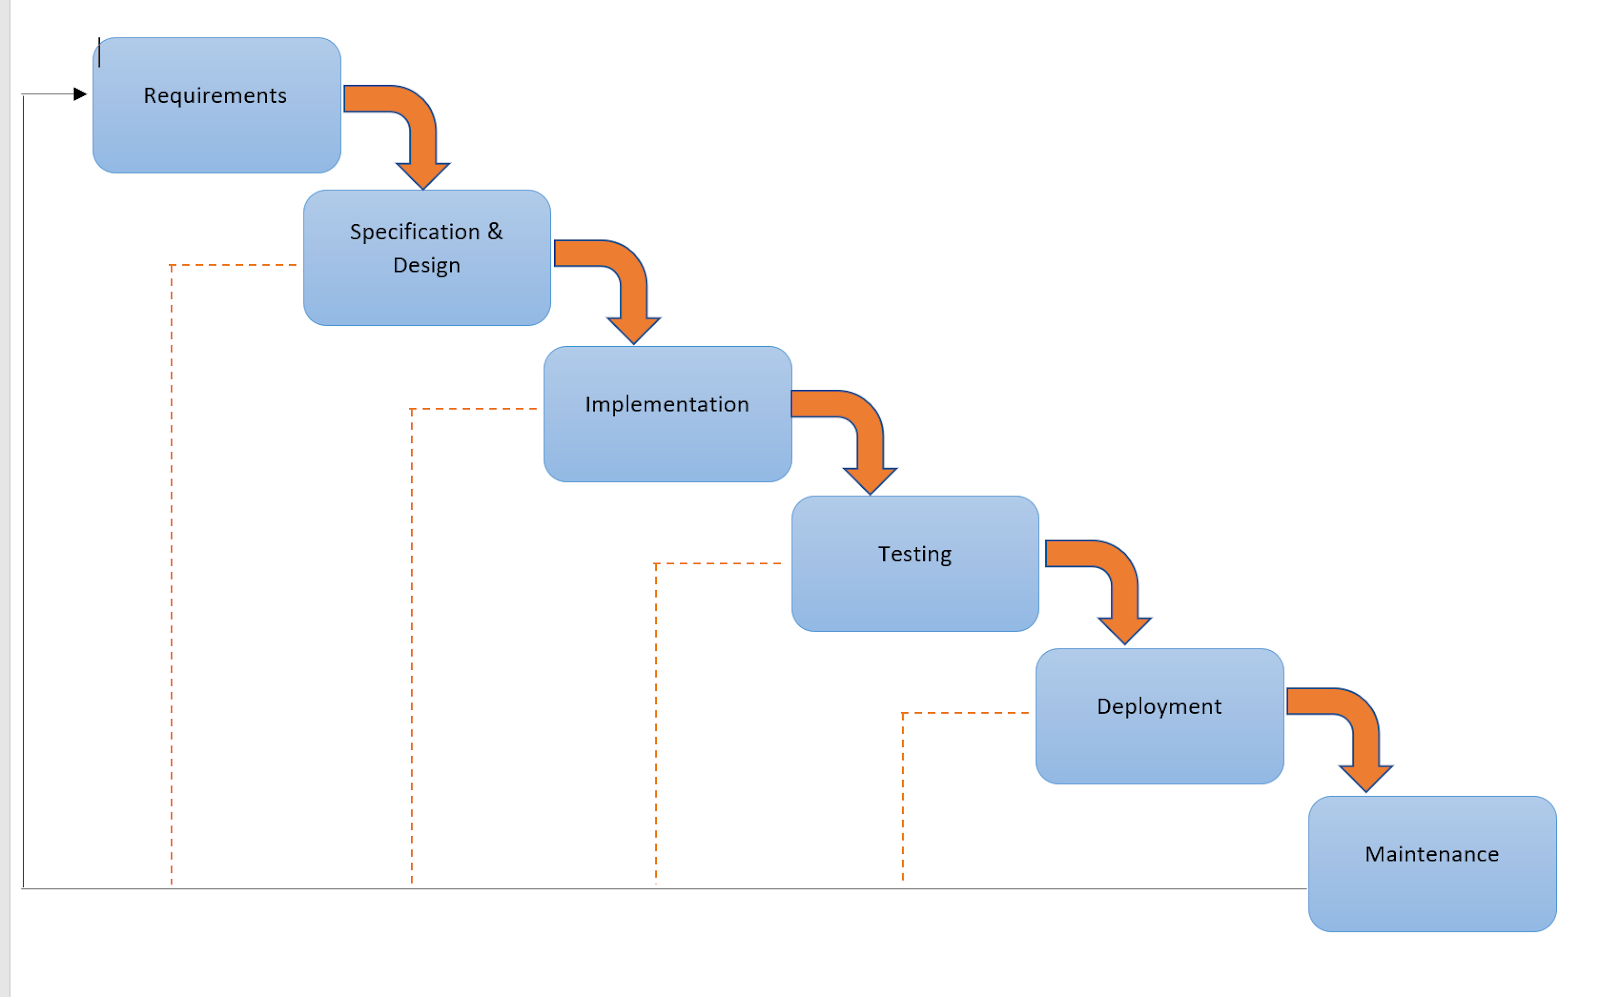 Requirements
Specification &
Design
Implementation
Testing
Deployment
Maintenance